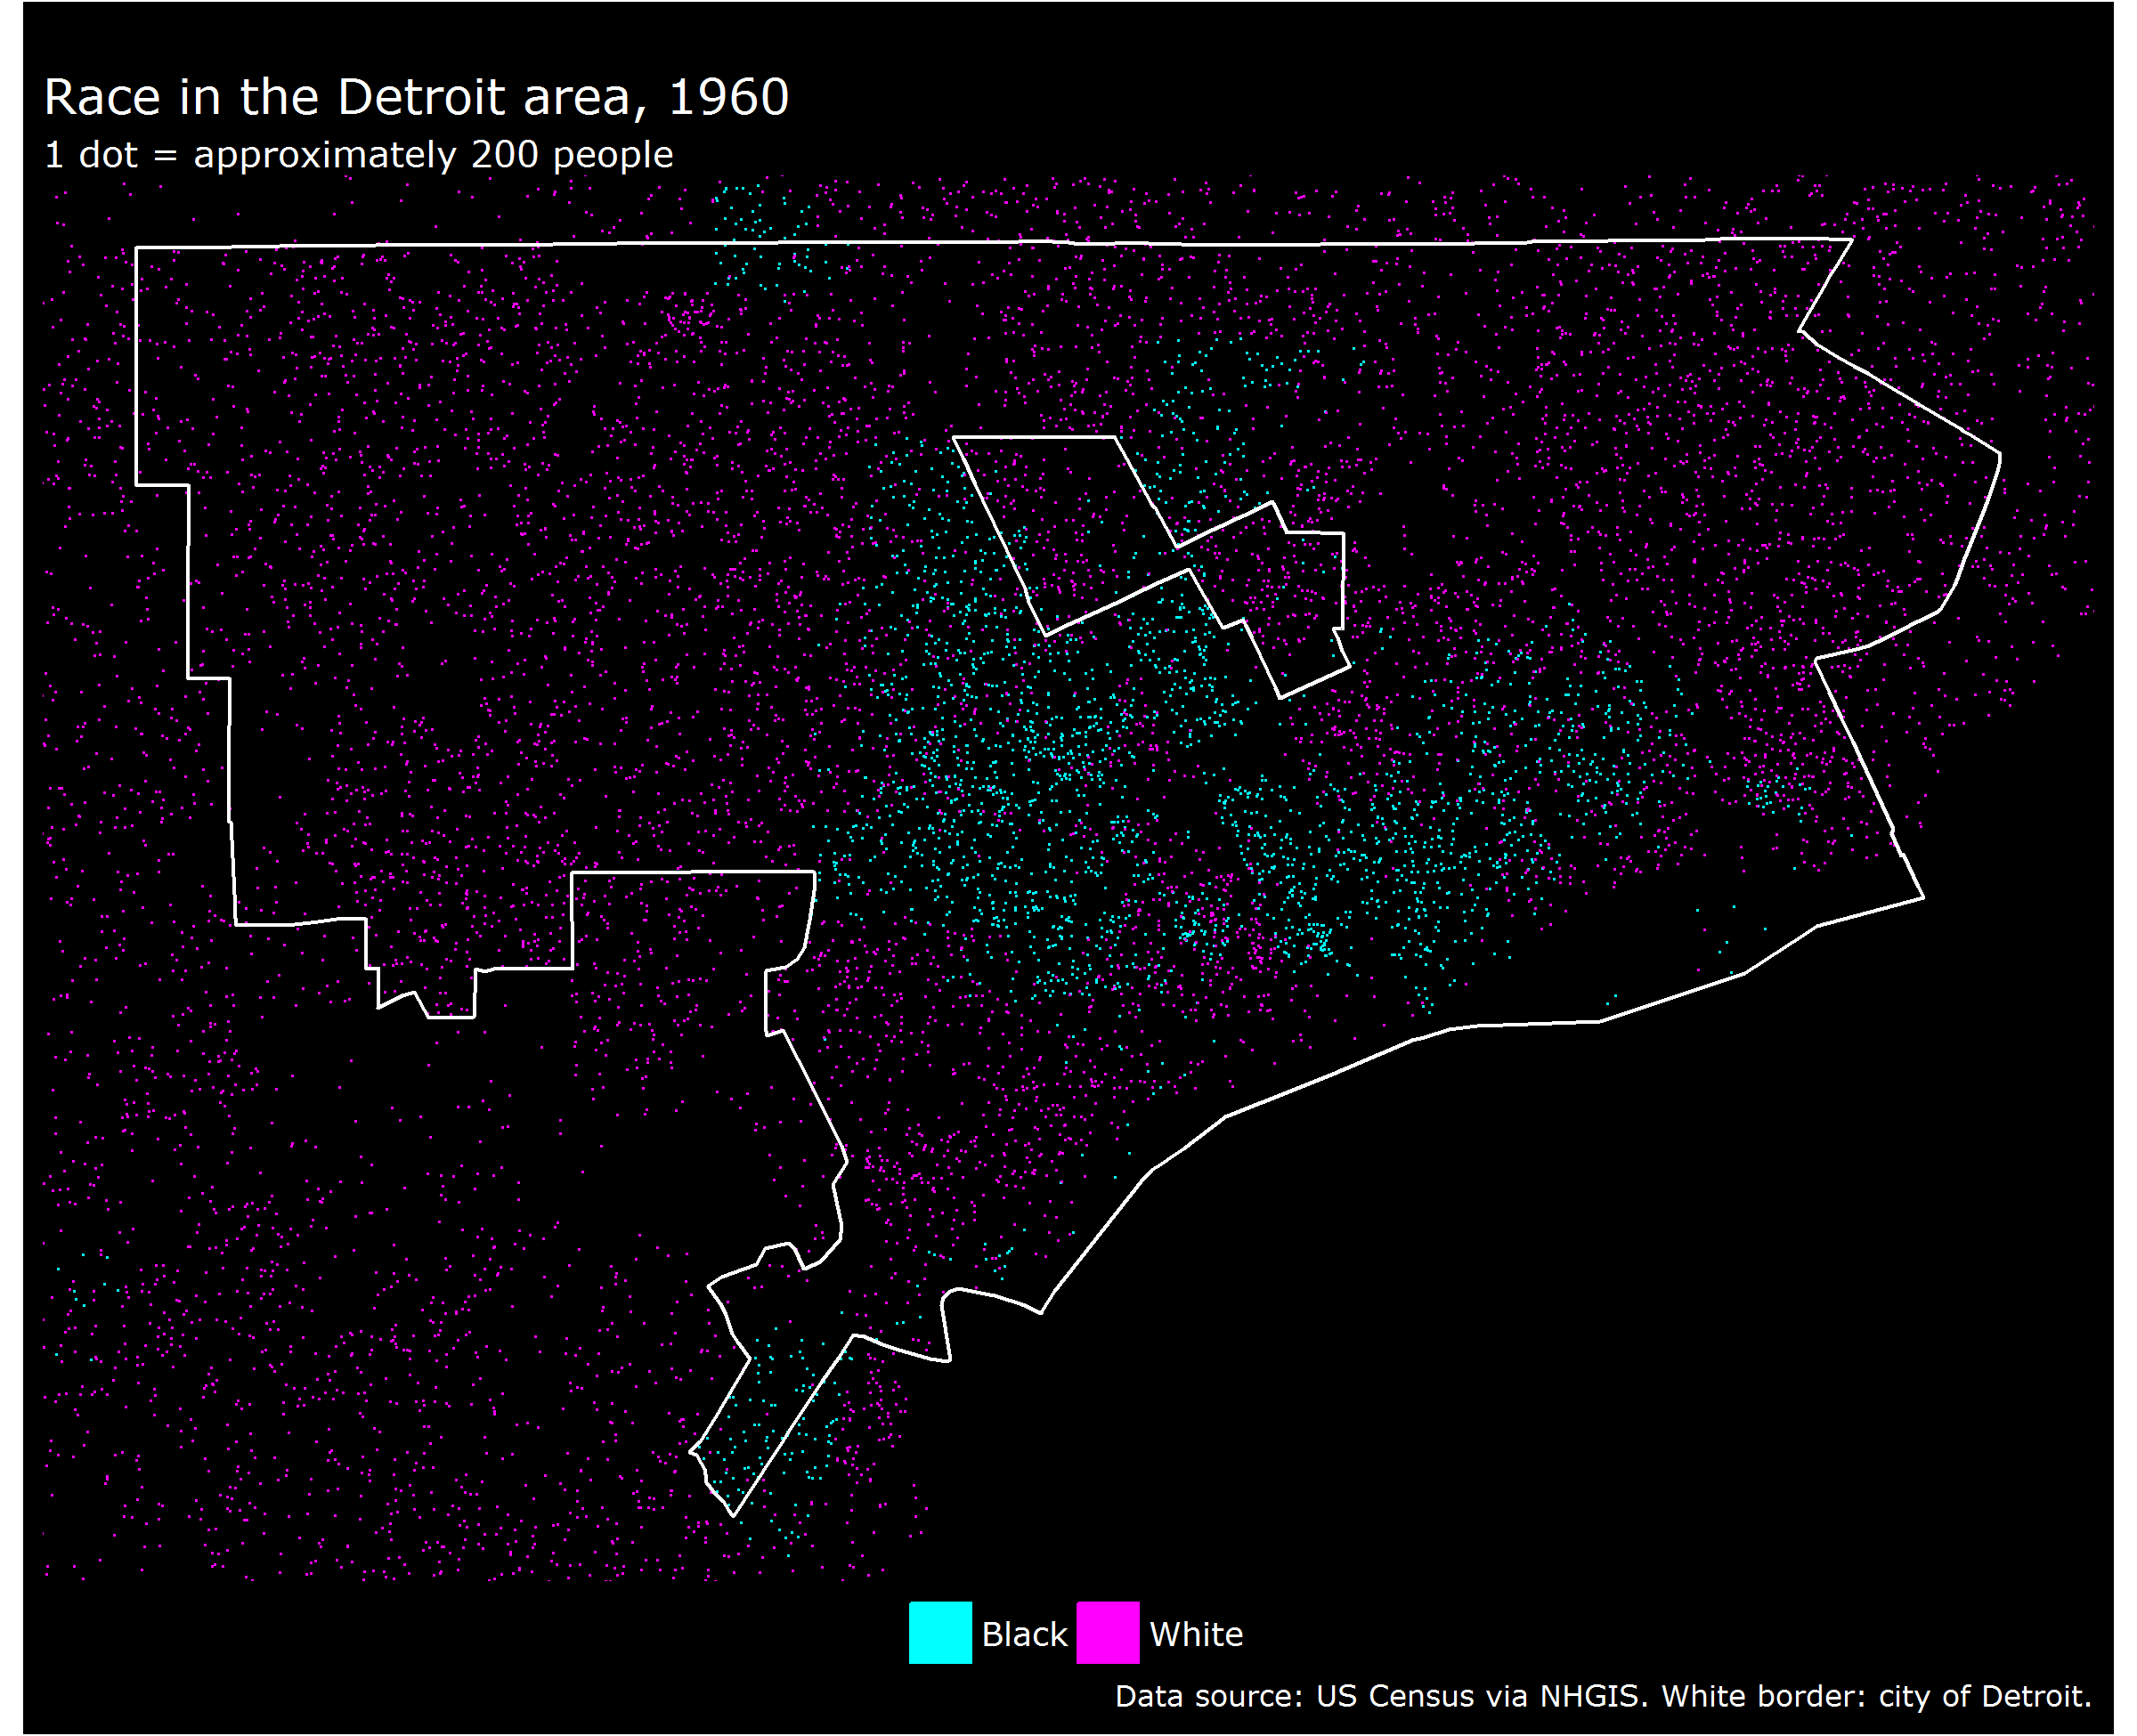 Race in the Detroit area, 1960
1 dot = approximately 200 people
Black White
Data source: US Census via NHGIS. White border: city of Detroit.